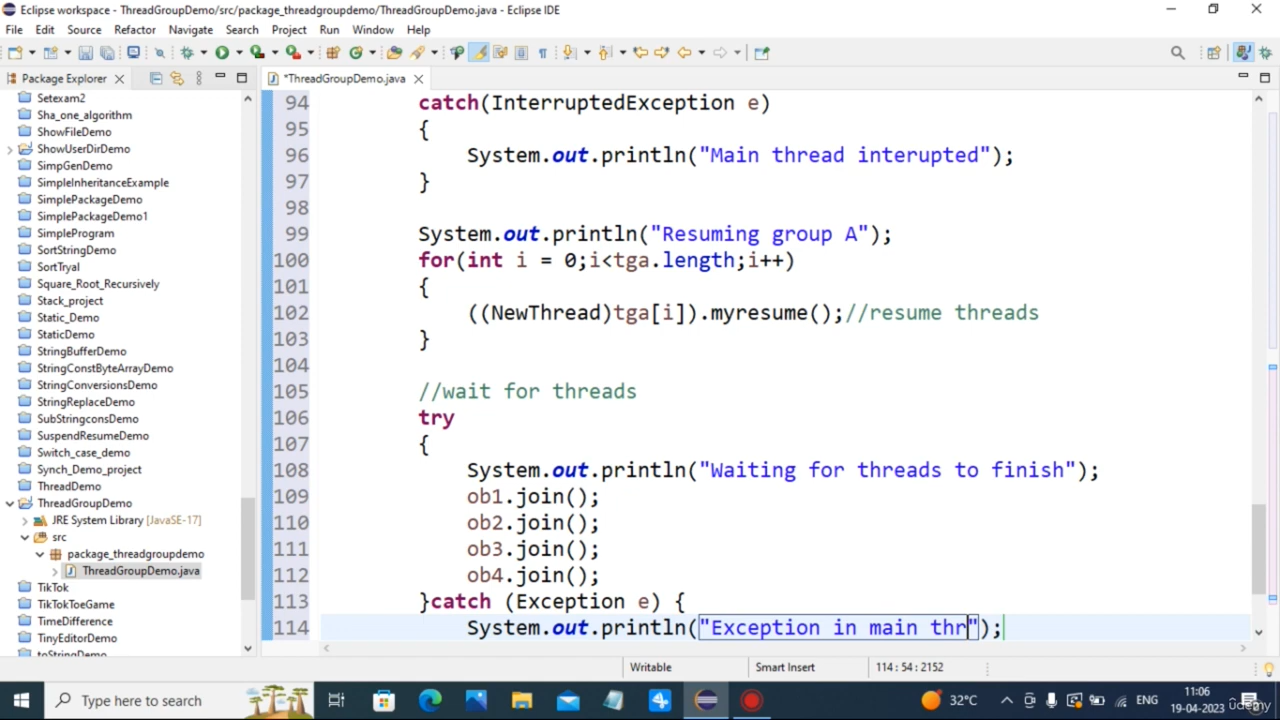 Eclipse workspace - ThreadGroupDemo/src/package_threadgroupdemo/ThreadGroupDemo.java - Eclipse IDE
File Edit Source Refactor Navigate Search Project Run Window Help
Package Explorer
*ThreadGroupDemo.java
Setexam2
Sha_one_algorithm
ShowFileDemo
ShowUserDirDemo
SimpGenDemo
SimpleInheritanceExample
SimplePackageDemo
SimplePackageDemo1
SimpleProgram
SortStringDemo
SortTryal
Square_Root_Recursively
Stack_project
Static_Demo
StaticDemo
StringBufferDemo
StringConstByteArrayDemo
StringConversionsDemo
StringReplaceDemo
SubStringconsDemo
SuspendResumeDemo
Switch_case_demo
Synch_Demo_project
ThreadDemo
ThreadGroupDemo
JRE System Library [JavaSE-17]
src
package_threadgroupdemo
ThreadGroupDemo.java
TikTok
TikTokToeGame
TimeDifference
TinyEditorDemo
toStringDemo
94 catch(InterruptedException e)
95 {
96 System.out.println("Main thread interupted");
97 }
98
99 System.out.println("Resuming group A");
100 for(int i = 0;i<tga.length;i++)
101 {
102 ((NewThread)tga[i]).myresume();//resume threads
103 }
104
105 //wait for threads
106 try
107 {
108 System.out.println("Waiting for threads to finish");
109 ob1.join();
110 ob2.join();
111 ob3.join();
112 ob4.join();
113 }catch (Exception e) {
114 System.out.println("Exception in main thr");
Writable Smart Insert 114 : 54 : 2152
Type here to search
32°C
ENG
11:06
19-04-2023
udemy